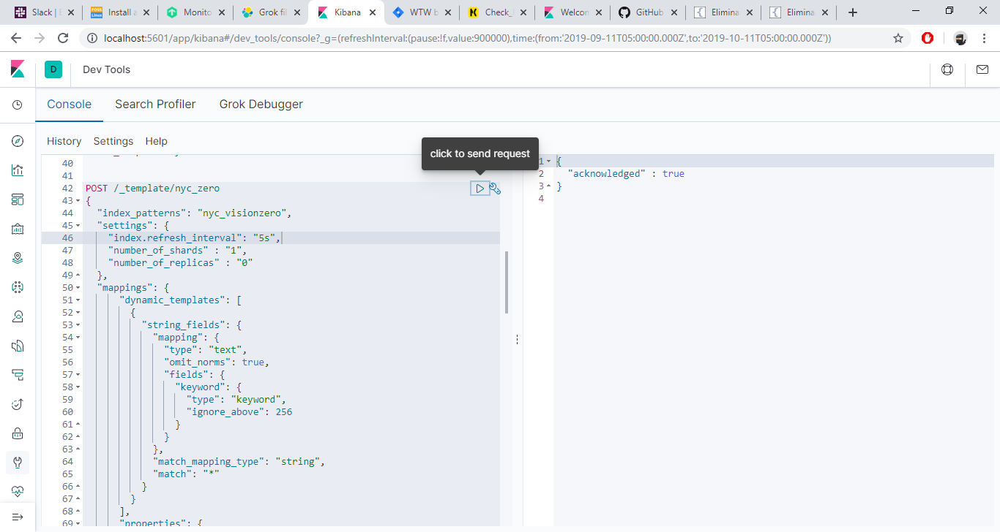 Slack | E
Install a
Monito
Grok fil
Kibana
WTW b
Check_
Welcon
GitHub
Elimina
Elimina
localhost:5601/app/kibana#/dev_tools/console?_g=(refreshInterval:(pause:!f,value:900000),time:(from:'2019-09-11T05:00:00.000Z',to:'2019-10-11T05:00:00.000Z'))
D
Dev Tools
Console
Search Profiler
Grok Debugger
History
Settings
Help
click to send request
40
41
42 POST /_template/nyc_zero
43 {
44 "index_patterns": "nyc_visionzero",
45 "settings": {
46 "index.refresh_interval": "5s",
47 "number_of_shards" : "1",
48 "number_of_replicas" : "0"
49 },
50 "mappings": {
51 "dynamic_templates": [
52 {
53 "string_fields": {
54 "mapping": {
55 "type": "text",
56 "omit_norms": true,
57 "fields": {
58 "keyword": {
59 "type": "keyword",
60 "ignore_above": 256
61 }
62 }
63 },
64 "match_mapping_type": "string",
65 "match": "*"
66 }
67 }
68 ],
69 "properties": {
1 {
2 "acknowledged" : true
3 }
4